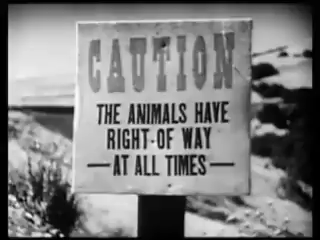 CAUTION
THE ANIMALS HAVE
RIGHT-OF WAY
—AT ALL TIMES—